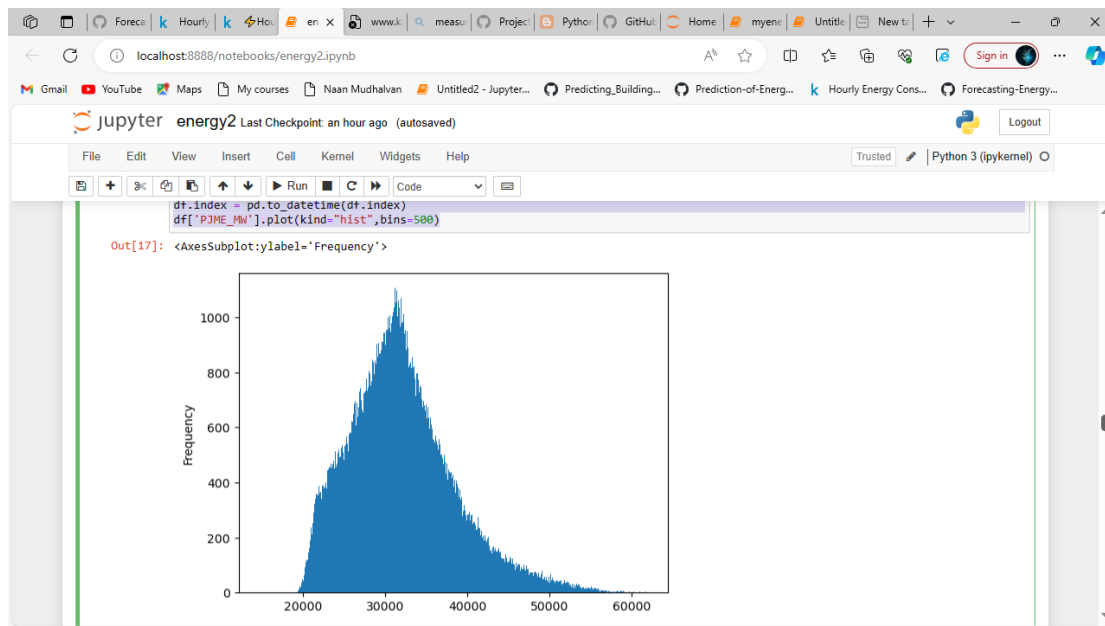 Foreca
k Hourly
k Hou
en
www.k
measu
Project
Python
GitHub
Home
myene
Untitle
New ta
localhost:8888/notebooks/energy2.ipynb
Sign in
Gmail YouTube Maps My courses Naan Mudhalvan Untitled2 - Jupyter... Predicting_Building... Prediction-of-Energ... k Hourly Energy Cons... Forecasting-Energy...
jupyter energy2 Last Checkpoint: an hour ago (autosaved)
Logout
File Edit View Insert Cell Kernel Widgets Help
Trusted Python 3 (ipykernel)
Run Code
df.index = pd.to_datetime(df.index)
df['PJME_MW'].plot(kind="hist",bins=500)
Out[17]: <AxesSubplot:ylabel='Frequency'>
1000
800
600
Frequency
400
200
0
20000 30000 40000 50000 60000